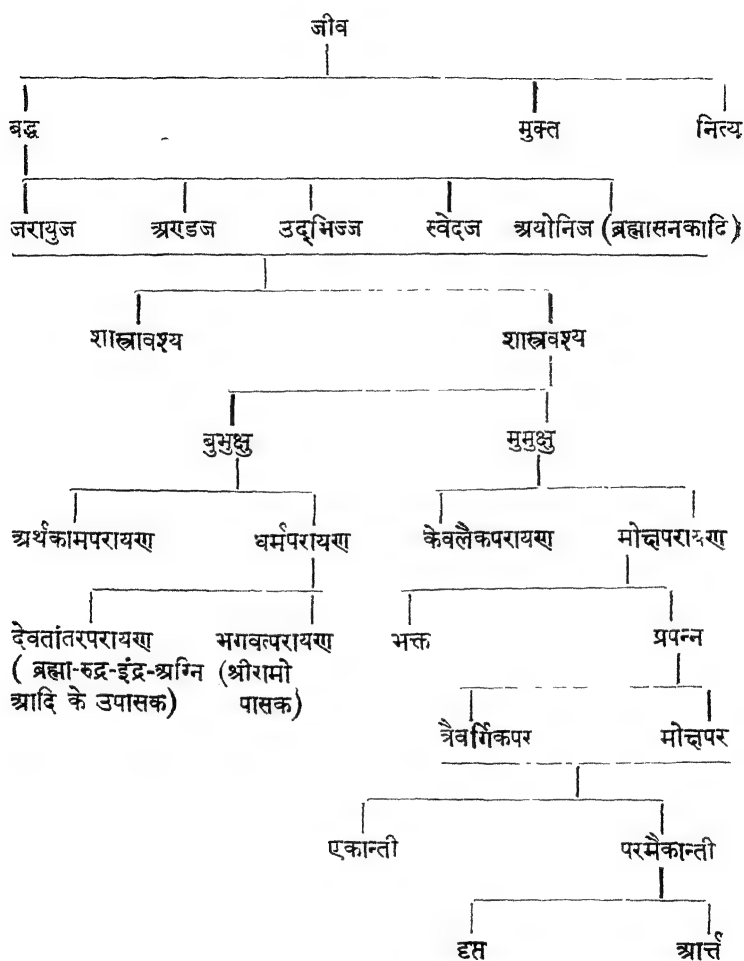 जीव
बद्ध मुक्त नित्य
जरायुज अण्डज उद्भिज्ज स्वेदज अयोनिज (ब्रह्मासनकादि)
शास्त्रावश्य शास्त्रवश्य
बुभुक्षु मुमुक्षु
अर्थकामपरायण धर्मपरायण केवलैकपरायण मोक्षपरायण
देवतांतरपरायण भगवत्परायण भक्त प्रपन्न
( ब्रह्मा-रुद्र-इंद्र-अग्नि (श्रीरामो
आदि के उपासक) पासक)
त्रैवर्गिकपर मोक्षपर
एकान्ती परमैकान्ती
दृप्त आर्त्त